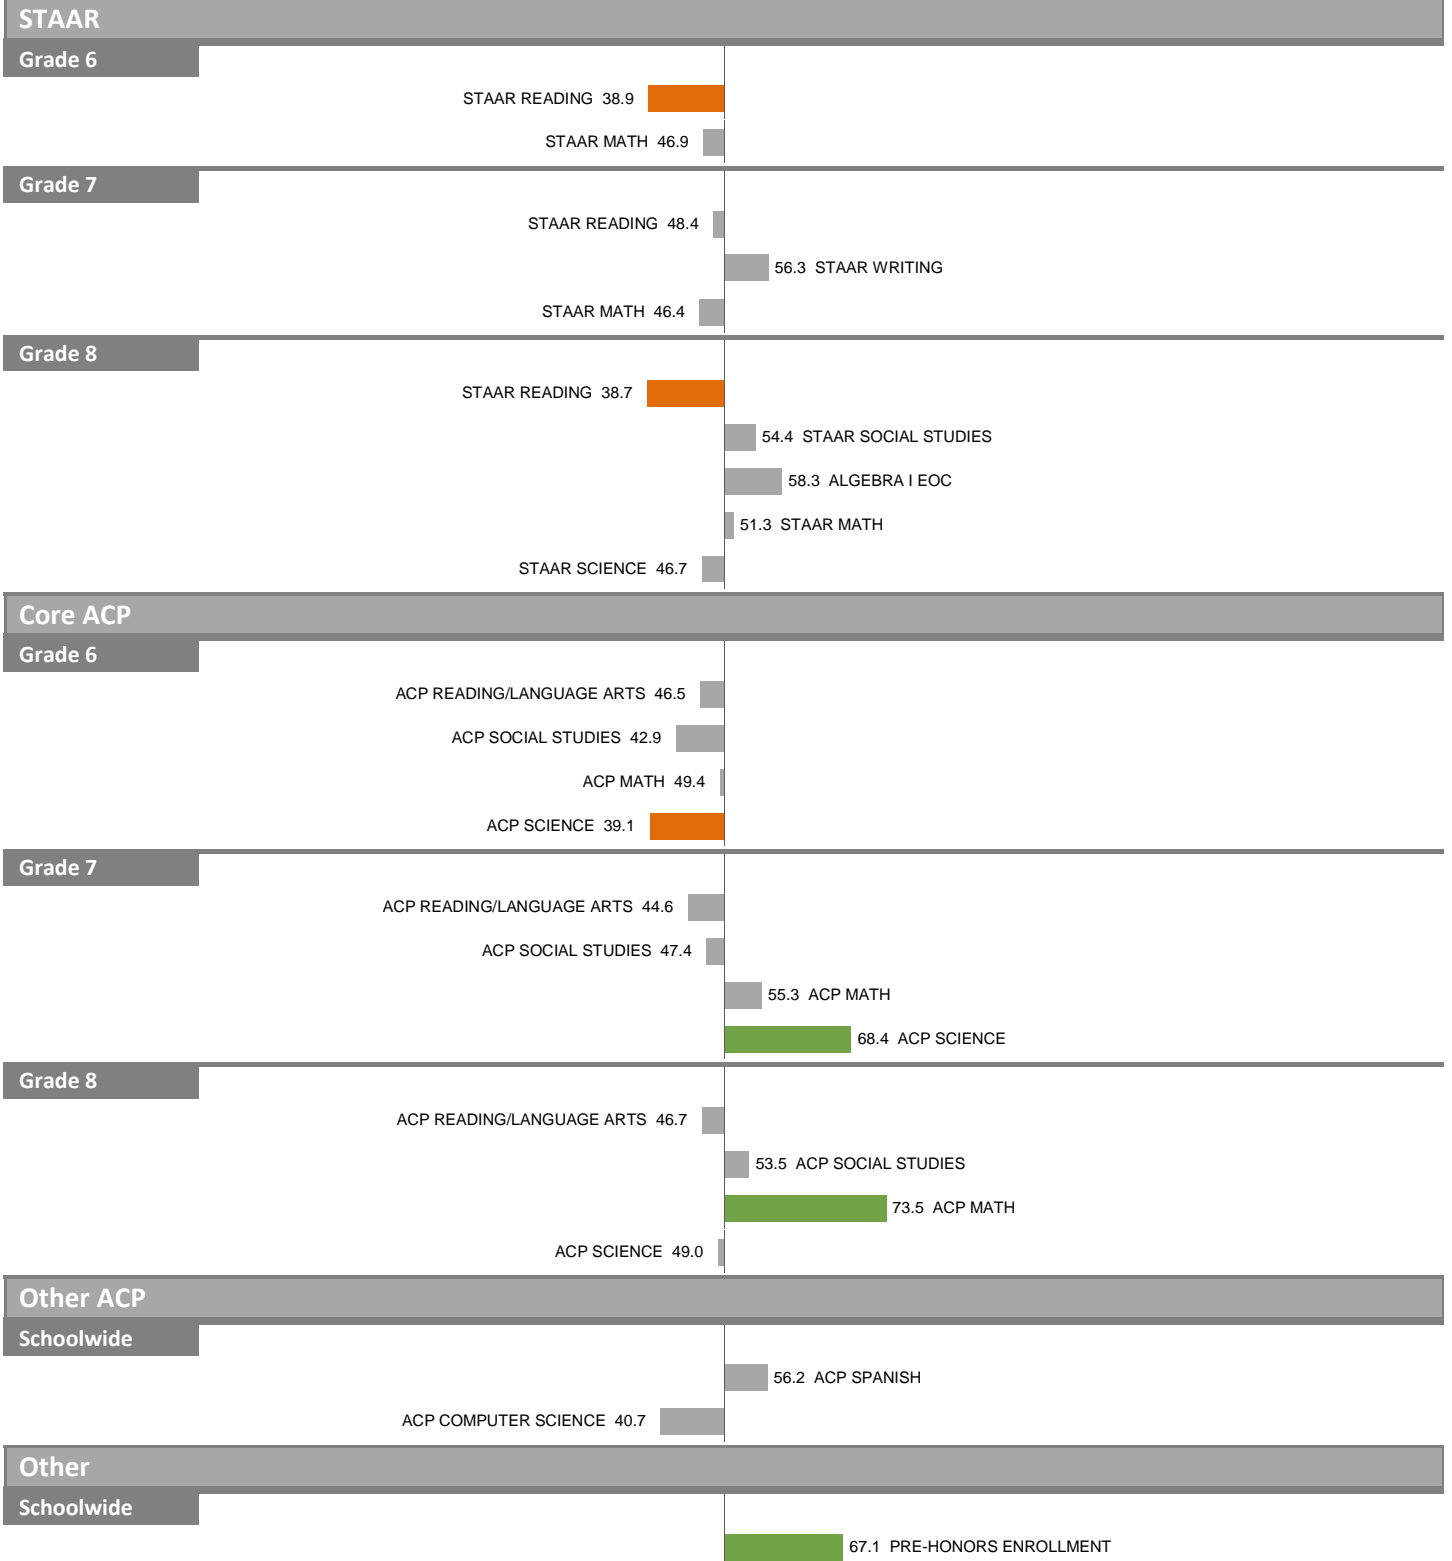 STAAR
Grade 6
STAAR READING 38.9
STAAR MATH 46.9
Grade 7
STAAR READING 48.4
56.3 STAAR WRITING
STAAR MATH 46.4
Grade 8
STAAR READING 38.7
54.4 STAAR SOCIAL STUDIES
58.3 ALGEBRA I EOC
51.3 STAAR MATH
STAAR SCIENCE 46.7
Core ACP
Grade 6
ACP READING/LANGUAGE ARTS 46.5
ACP SOCIAL STUDIES 42.9
ACP MATH 49.4
ACP SCIENCE 39.1
Grade 7
ACP READING/LANGUAGE ARTS 44.6
ACP SOCIAL STUDIES 47.4
55.3 ACP MATH
68.4 ACP SCIENCE
Grade 8
ACP READING/LANGUAGE ARTS 46.7
53.5 ACP SOCIAL STUDIES
73.5 ACP MATH
ACP SCIENCE 49.0
Other ACP
Schoolwide
56.2 ACP SPANISH
ACP COMPUTER SCIENCE 40.7
Other
Schoolwide
67.1 PRE-HONORS ENROLLMENT